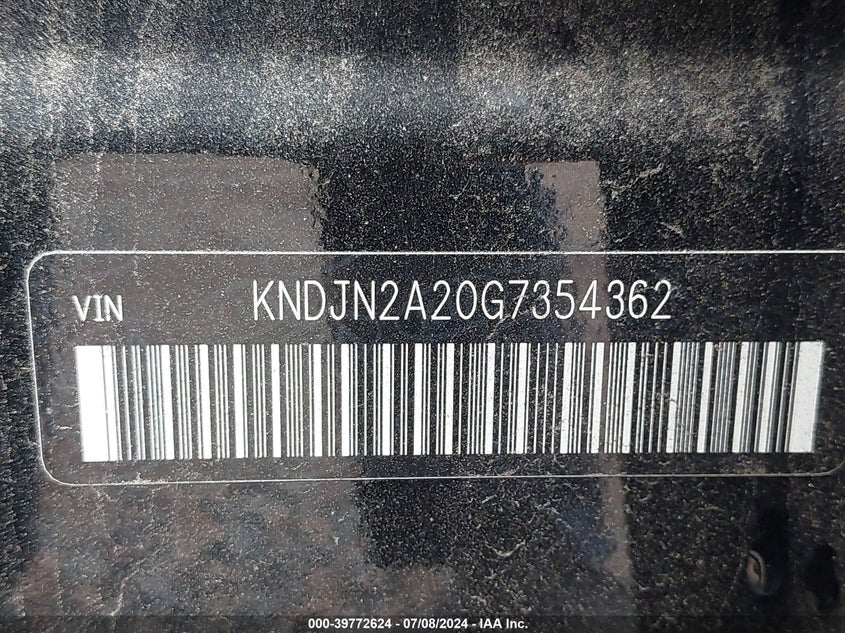 VIN KNDJN2A20G7354362
000-39772624 - 07/08/2024 - IAA Inc.